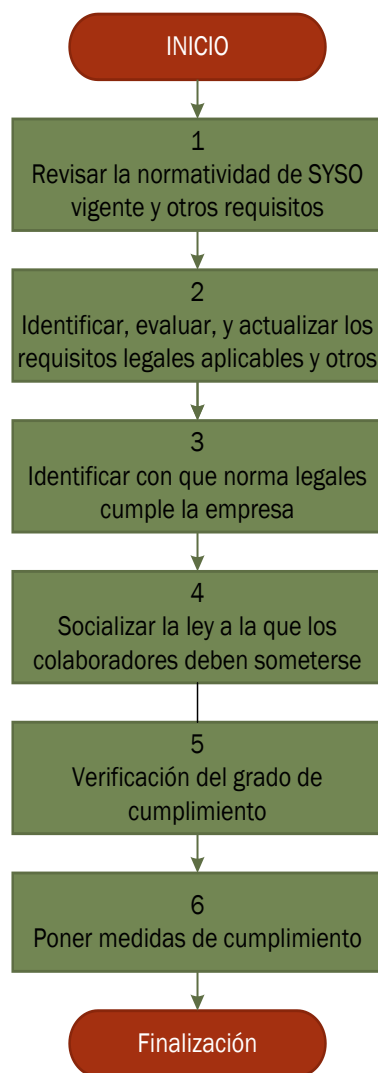 INICIO
1
Revisar la normatividad de SYSO
vigente y otros requisitos
2
Identificar, evaluar, y actualizar los
requisitos legales aplicables y otros
3
Identificar con que norma legales
cumple la empresa
4
Socializar la ley a la que los
colaboradores deben someterse
5
Verificación del grado de
cumplimiento
6
Poner medidas de cumplimiento
Finalización